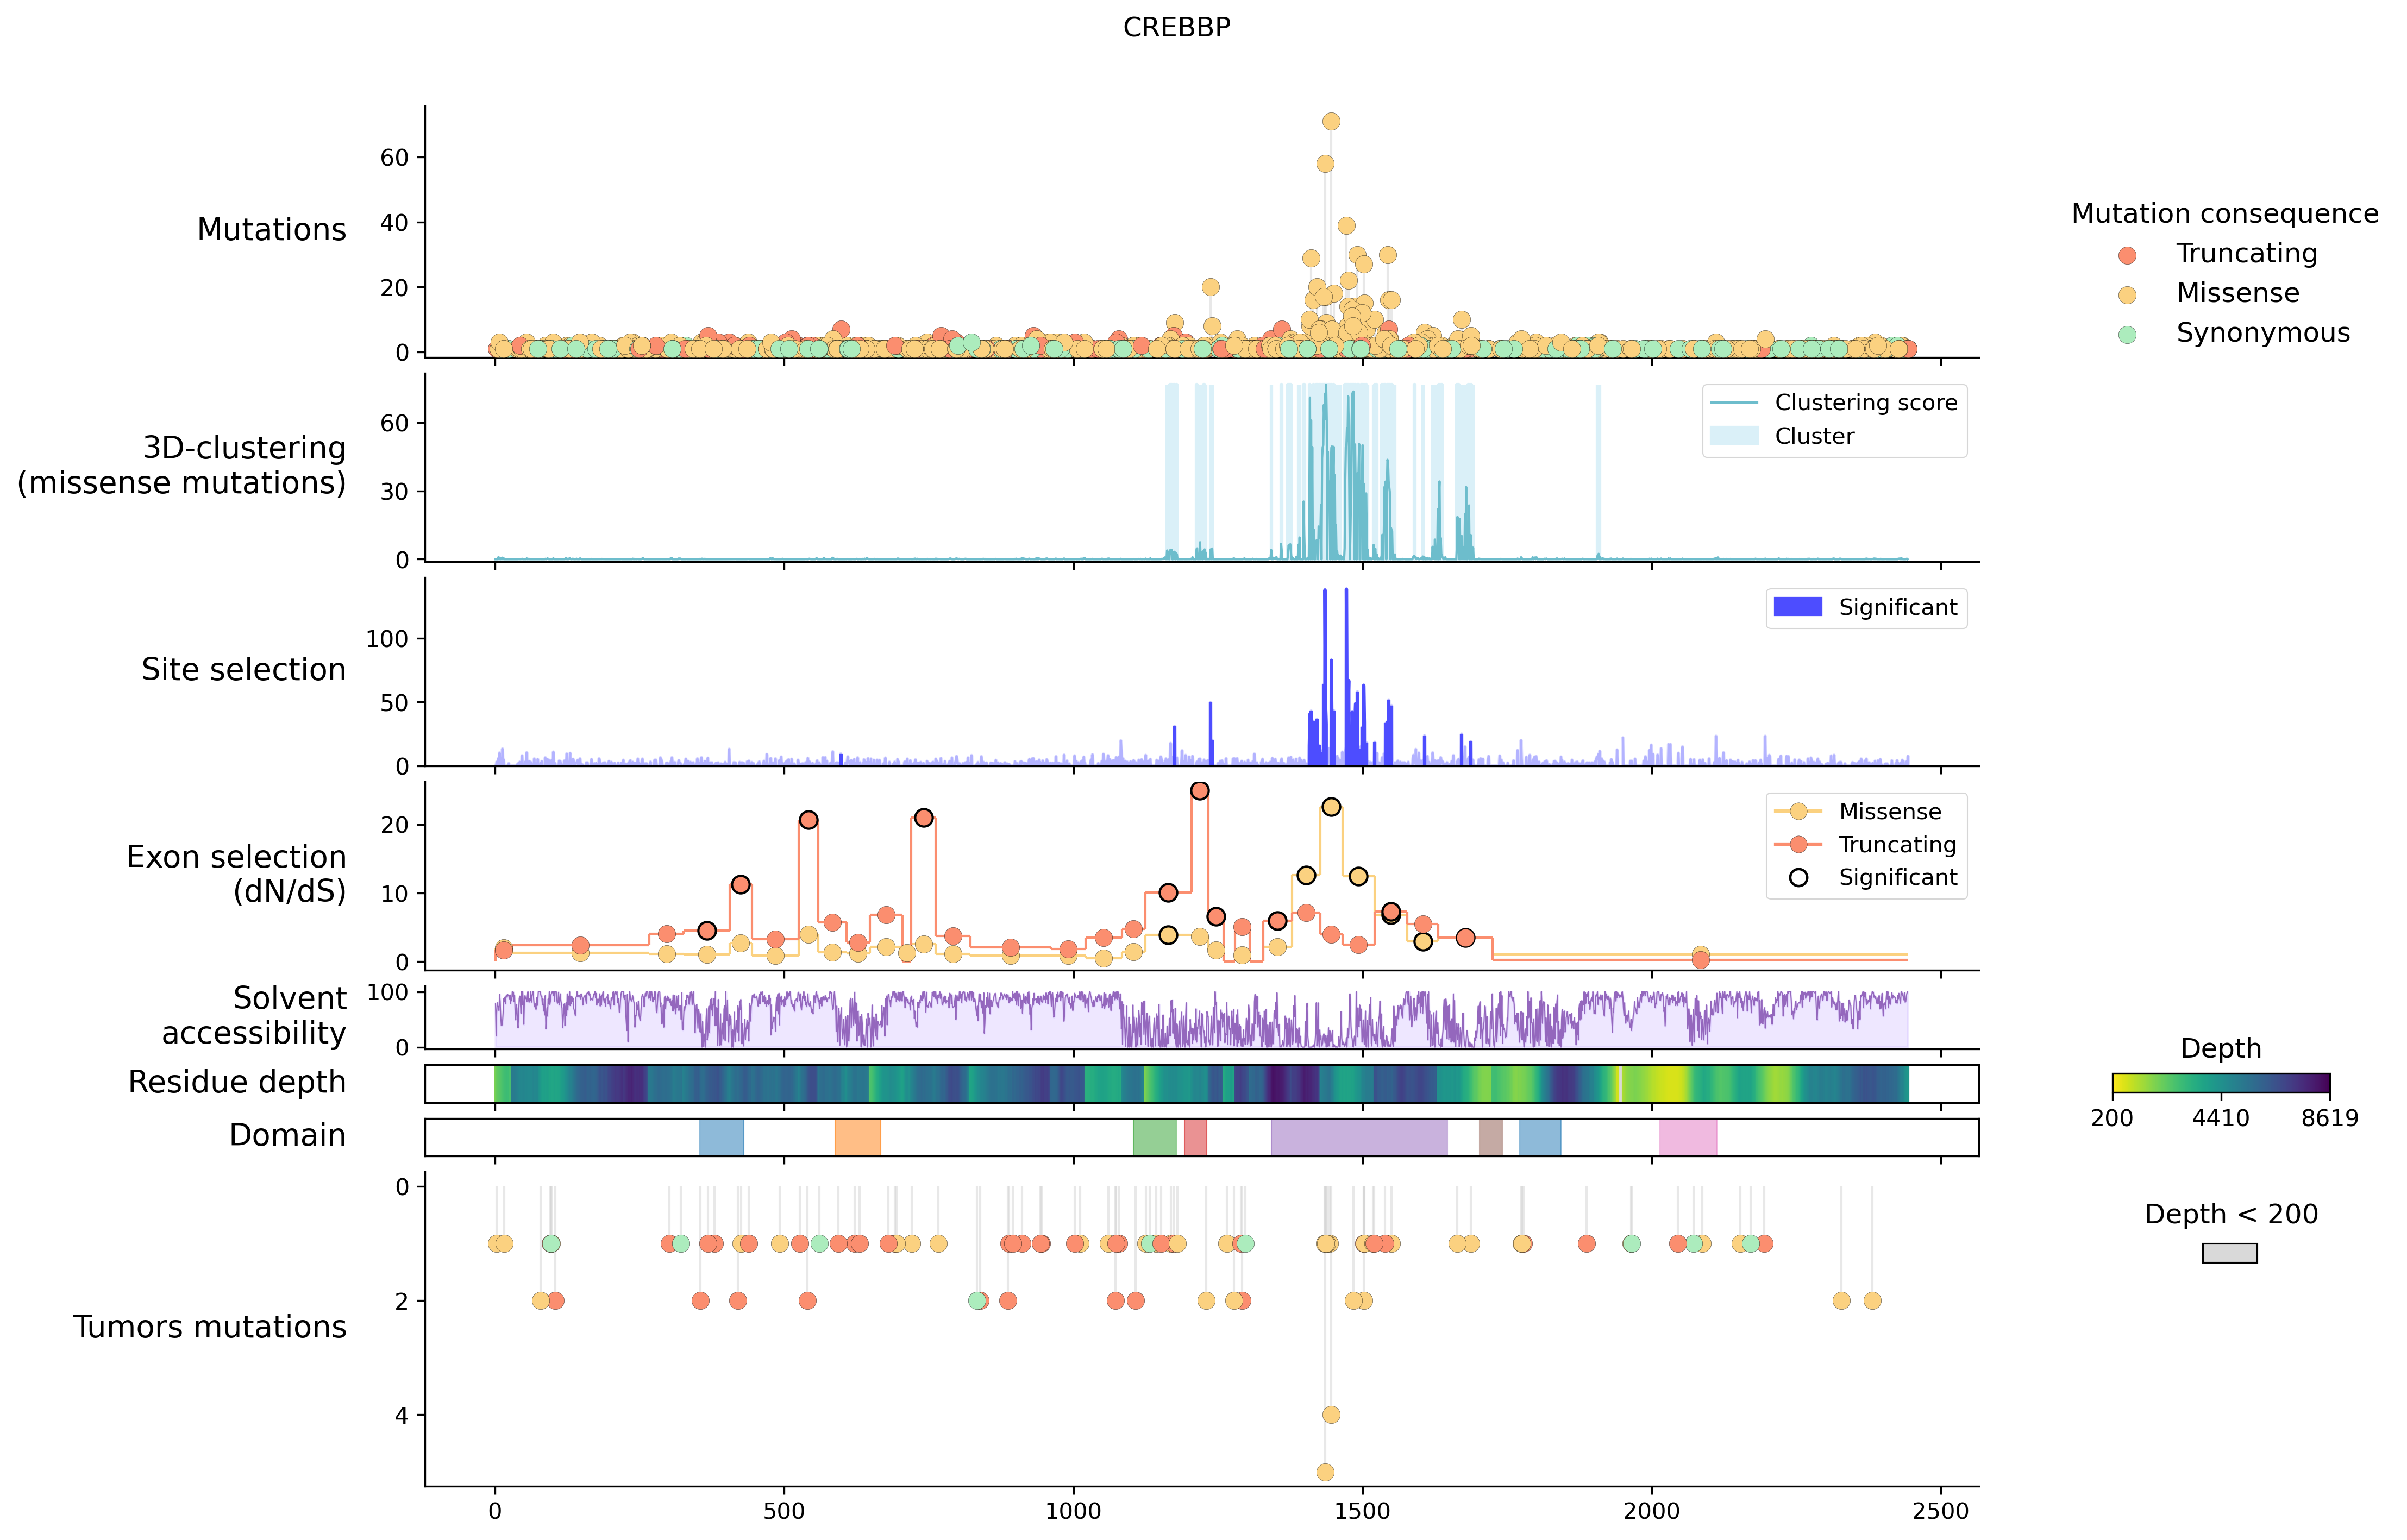 CREBBP
Mutations
60
40
20
0
Mutation consequence
Truncating
Missense
Synonymous
3D-clustering
(missense mutations)
60
30
0
Clustering score
Cluster
Site selection
100
50
0
Significant
Exon selection
(dN/dS)
20
10
0
Missense
Truncating
Significant
Solvent
accessibility
100
0
Residue depth
Depth
200 4410 8619
Domain
Depth < 200
Tumors mutations
0
2
4
0 500 1000 1500 2000 2500